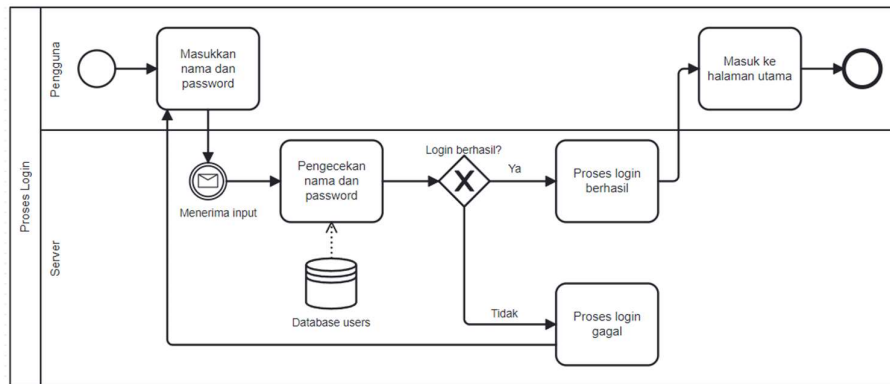 Proses Login
Pengguna
Masukkan
nama dan
password
Masuk ke
halaman utama
Server
Menerima input
Pengecekan
nama dan
password
Database users
Login berhasil?
Ya
Proses login
berhasil
Tidak
Proses login
gagal